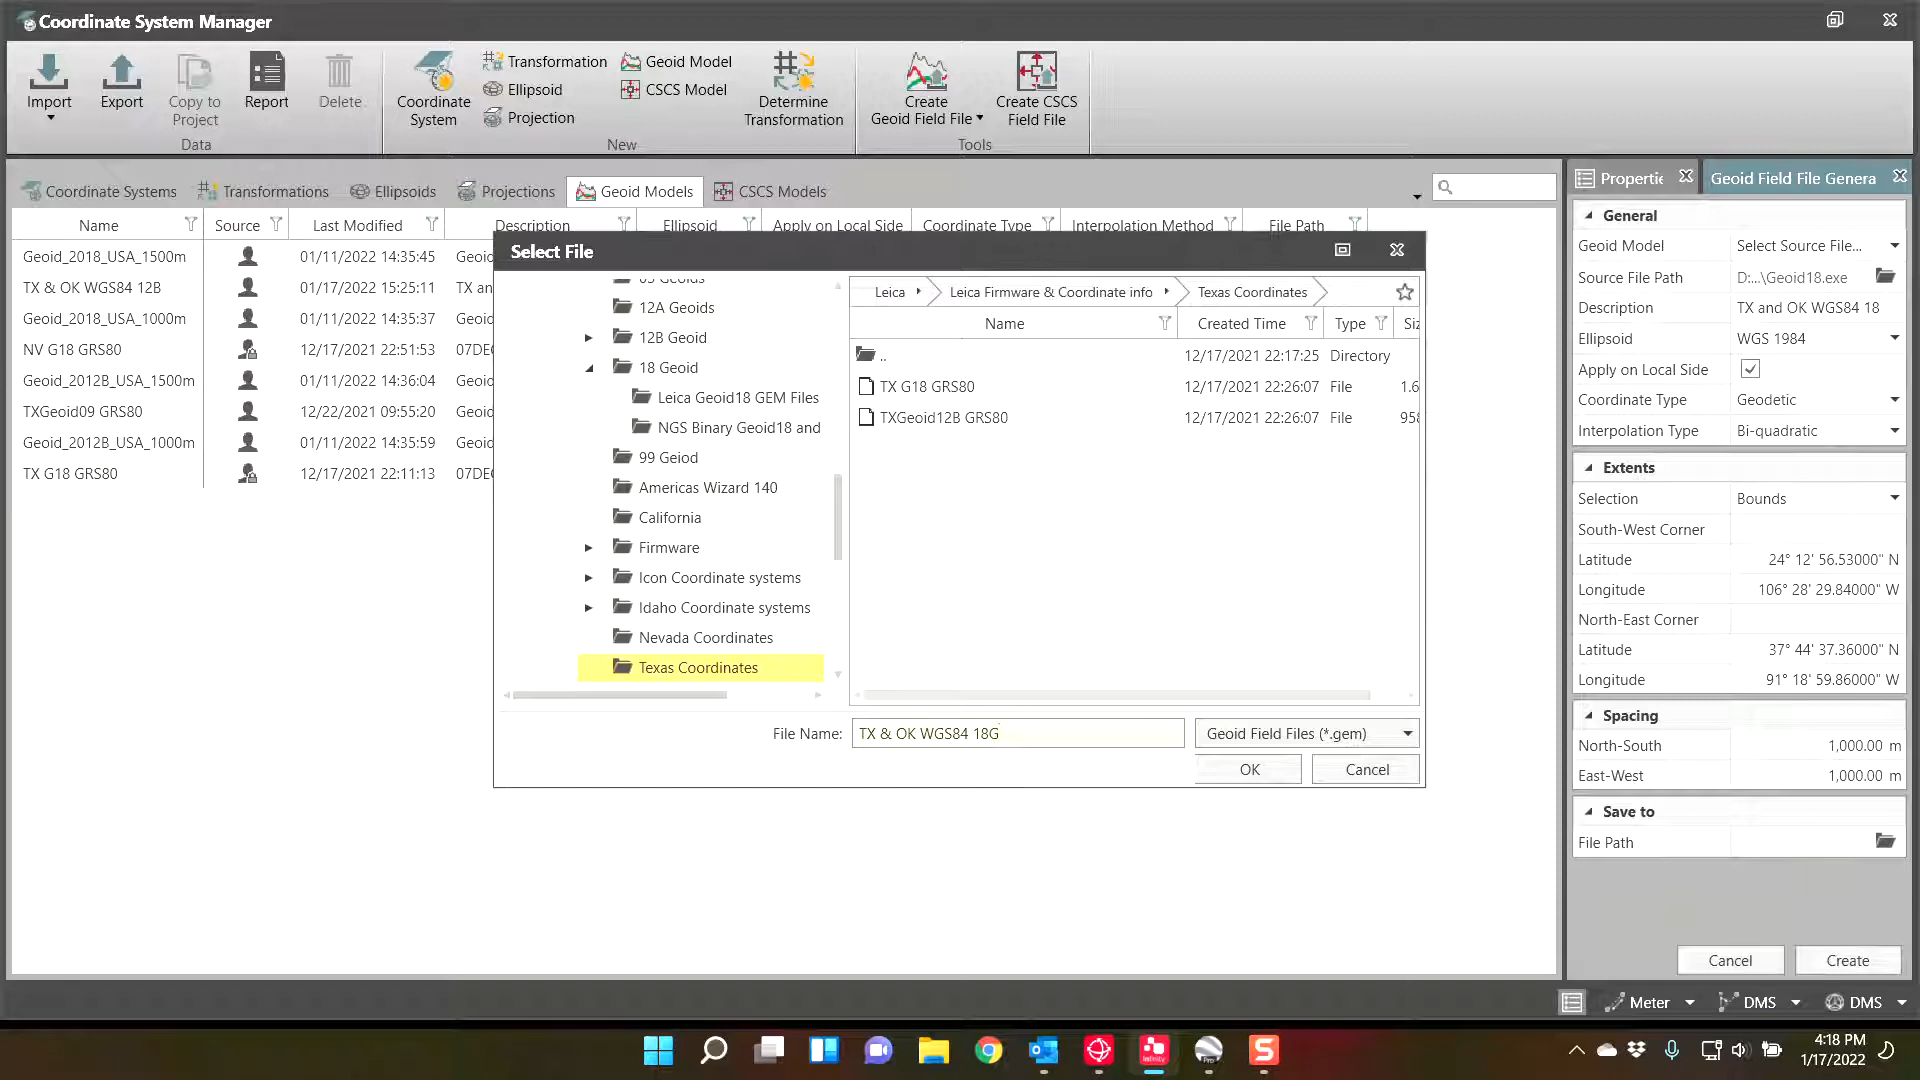 Coordinate System Manager
Import
Export
Copy to
Project
Report
Delete
Data
Coordinate
System
Transformation
Ellipsoid
Projection
Geoid Model
CSCS Model
Determine
Transformation
New
Create
Geoid Field File
Create CSCS
Field File
Tools
Coordinate Systems
Transformations
Ellipsoids
Projections
Geoid Models
CSCS Models
Name Source Last Modified Description Ellipsoid Apply on Local Side Coordinate Type Interpolation Method File Path
Geoid_2018_USA_1500m 01/11/2022 14:35:45 Geoid
TX & OK WGS84 12B 01/17/2022 15:25:11 TX an
Geoid_2018_USA_1000m 01/11/2022 14:35:37 Geoid
NV G18 GRS80 12/17/2021 22:51:53 07DEC
Geoid_2012B_USA_1500m 01/11/2022 14:36:04 Geoid
TXGeoid09 GRS80 12/22/2021 09:55:20
Geoid_2012B_USA_1000m 01/11/2022 14:35:59 Geoid
TX G18 GRS80 12/17/2021 22:11:13 07DEC
Select File
12A Geoids
12B Geoid
18 Geoid
Leica Geoid18 GEM Files
NGS Binary Geoid18 and
99 Geiod
Americas Wizard 140
California
Firmware
Icon Coordinate systems
Idaho Coordinate systems
Nevada Coordinates
Texas Coordinates
Leica Leica Firmware & Coordinate info Texas Coordinates
Name Created Time Type Siz
.. 12/17/2021 22:17:25 Directory
TX G18 GRS80 12/17/2021 22:26:07 File 1.6
TXGeoid12B GRS80 12/17/2021 22:26:07 File 958
File Name: TX & OK WGS84 18G Geoid Field Files (*.gem)
OK Cancel
Propertie Geoid Field File Genera
General
Geoid Model Select Source File...
Source File Path D:...\Geoid18.exe
Description TX and OK WGS84 18
Ellipsoid WGS 1984
Apply on Local Side
Coordinate Type Geodetic
Interpolation Type Bi-quadratic
Extents
Selection Bounds
South-West Corner
Latitude 24° 12' 56.53000" N
Longitude 106° 28' 29.84000" W
North-East Corner
Latitude 37° 44' 37.36000" N
Longitude 91° 18' 59.86000" W
Spacing
North-South 1,000.00 m
East-West 1,000.00 m
Save to
File Path
Cancel Create
Meter DMS DMS
Infinity
Pro
S
4:18 PM
1/17/2022